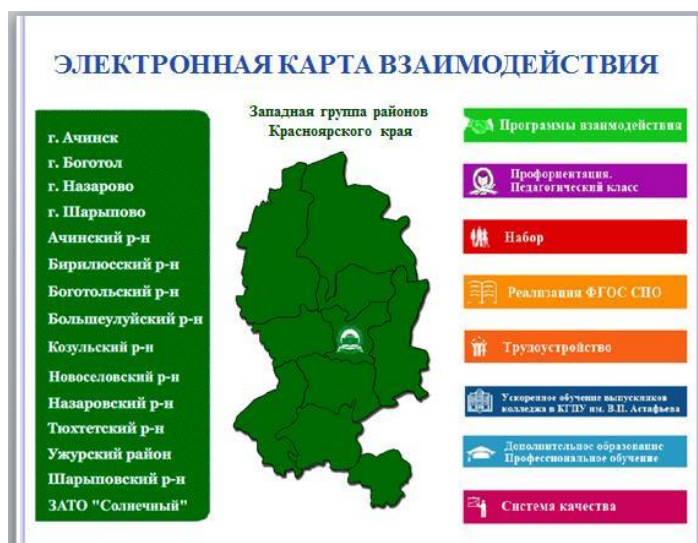 ЭЛЕКТРОННАЯ КАРТА ВЗАИМОДЕЙСТВИЯ
г. Ачинск
г. Боготол
г. Назарово
г. Шарыпово
Ачинский р-н
Бирилюсский р-н
Боготольский р-н
Большеулуйский р-н
Козульский р-н
Новоселовский р-н
Назаровский р-н
Тюхтетский р-н
Ужурский район
Шарыповский р-н
ЗАТО "Солнечный"
Западная группа районов
Красноярского края
Программы взаимодействия
Профориентация.
Педагогический класс
Набор
Реализация ФГОС СПО
Трудоустройство
Ускоренное обучение выпускников
колледжа в КГПУ им. В.П. Астафьева
Дополнительное образование
Профессиональное обучение
Система качества